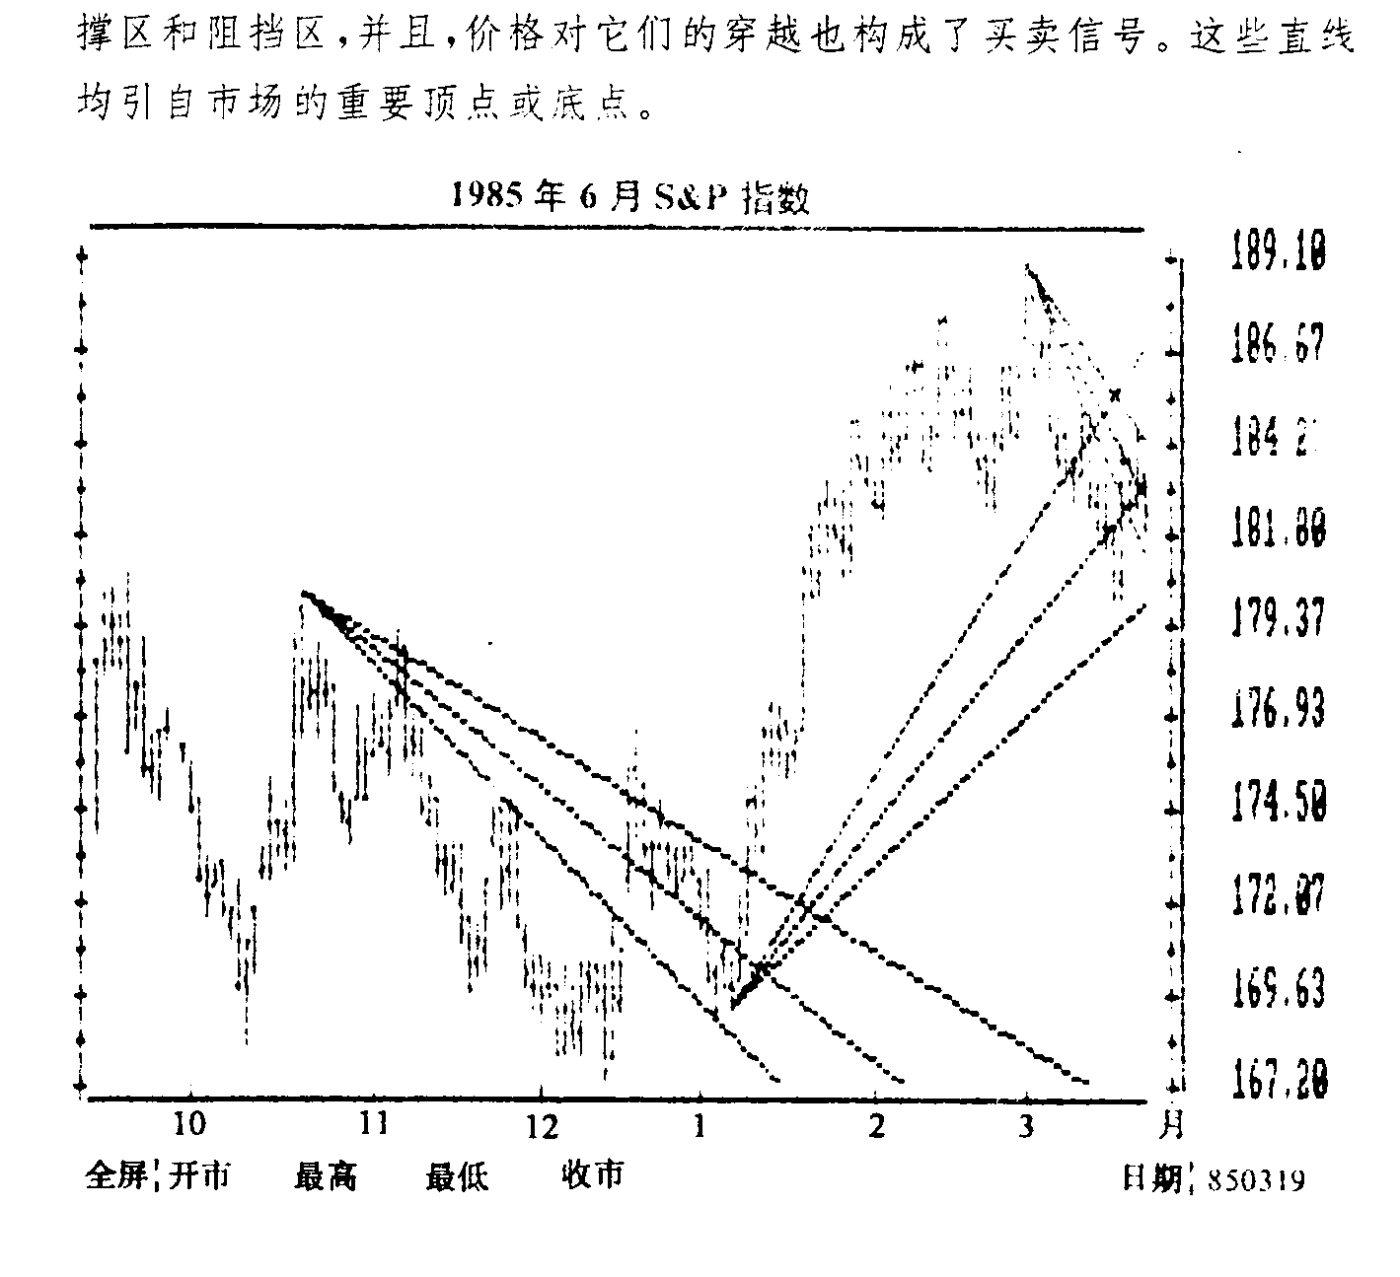 撑区和阻挡区,并且,价格对它们的穿越也构成了买卖信号。这些直线
均引自市场的重要顶点或底点。
1985年6月S&P指数
189.10
186.67
184.2
181.80
179.37
176.93
174.50
172.07
169.63
167.20
10 11 12 1 2 3 月
全屏¦开市 最高 最低 收市 日期¦850319